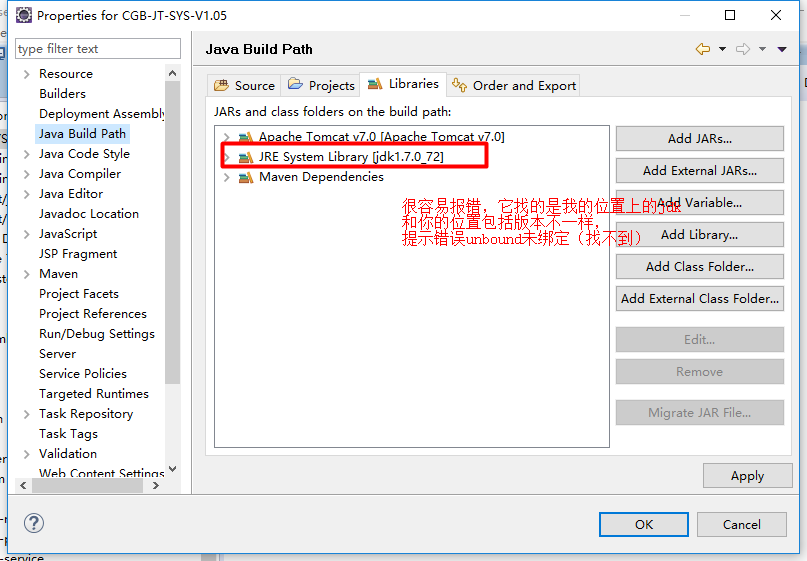 Properties for CGB-JT-SYS-V1.05
type filter text
Resource
Builders
Deployment Assembly
Java Build Path
Java Code Style
Java Compiler
Java Editor
Javadoc Location
JavaScript
JSP Fragment
Maven
Project Facets
Project References
Run/Debug Settings
Server
Service Policies
Targeted Runtimes
Task Repository
Task Tags
Validation
Web Content Settings
Java Build Path
Source
Projects
Libraries
Order and Export
JARs and class folders on the build path:
Apache Tomcat v7.0 [Apache Tomcat v7.0]
JRE System Library [jdk1.7.0_72]
Maven Dependencies
很容易报错，它找的是我的位置上的jdk
和你的位置包括版本不一样，
提示错误unbound未绑定（找不到）
Add JARs...
Add External JARs...
Add Variable...
Add Library...
Add Class Folder...
Add External Class Folder...
Edit...
Remove
Migrate JAR File...
Apply
OK
Cancel
-service